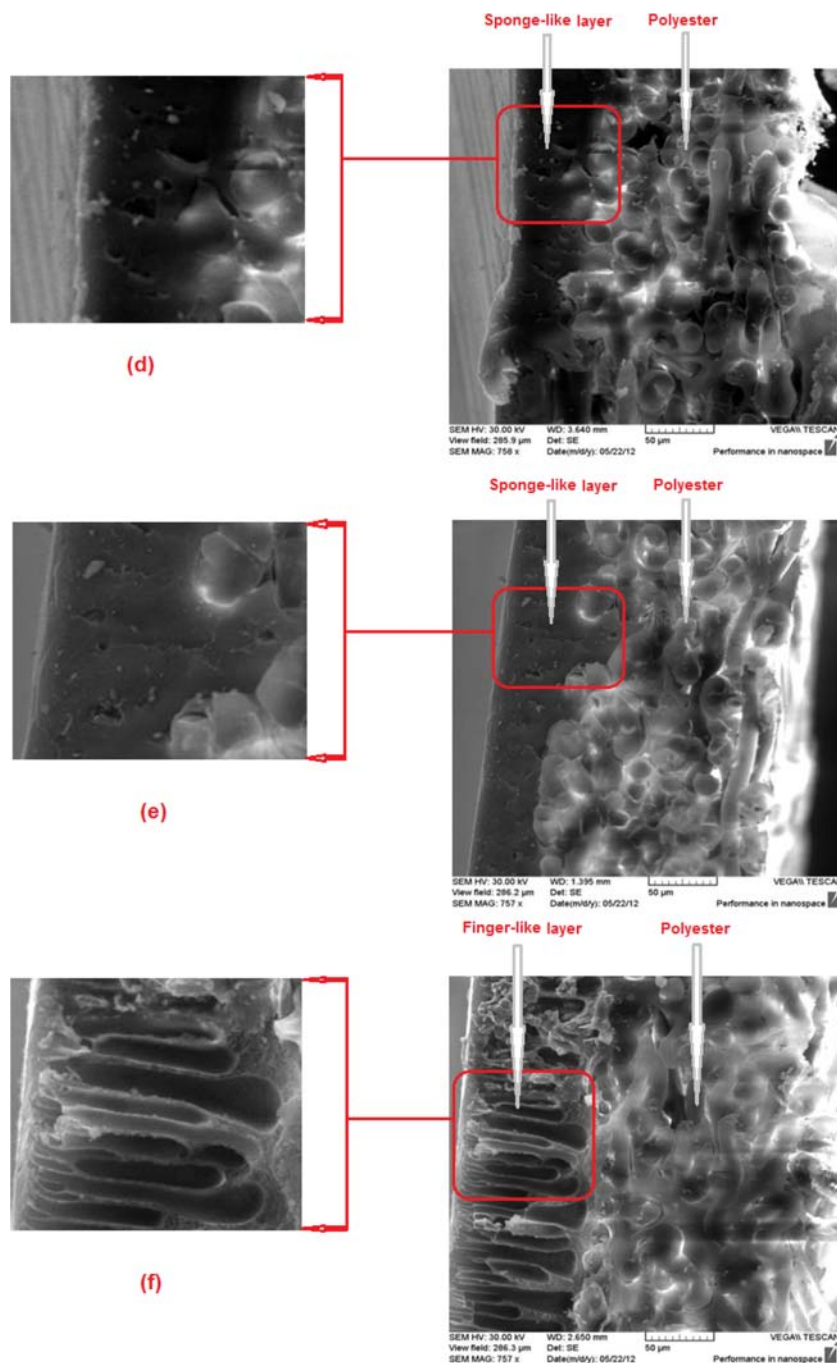 Sponge-like layer Polyester
(d)
SEM HV: 30.00 kV WD: 3.640 mm VEGA\\ TESCAN
View field: 285.9 µm Det: SE 50 µm
SEM MAG: 758 x Date(m/d/y): 05/22/12 Performance in nanospace
Sponge-like layer Polyester
(e)
SEM HV: 30.00 kV WD: 1.395 mm VEGA\\ TESCAN
View field: 286.2 µm Det: SE 50 µm
SEM MAG: 757 x Date(m/d/y): 05/22/12 Performance in nanospace
Finger-like layer Polyester
(f)
SEM HV: 30.00 kV WD: 2.650 mm VEGA\\ TESCAN
View field: 286.3 µm Det: SE 50 µm
SEM MAG: 757 x Date(m/d/y): 05/22/12 Performance in nanospace